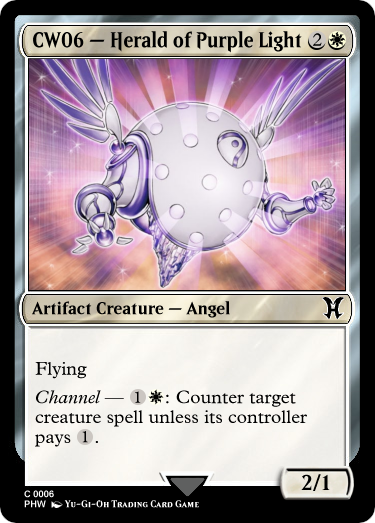 CW06 — Herald of Purple Light 2
Artifact Creature — Angel
Flying
Channel — 1: Counter target
creature spell unless its controller
pays 1.
2/1
C 0006
PHW Yu-Gi-Oh Trading Card Game